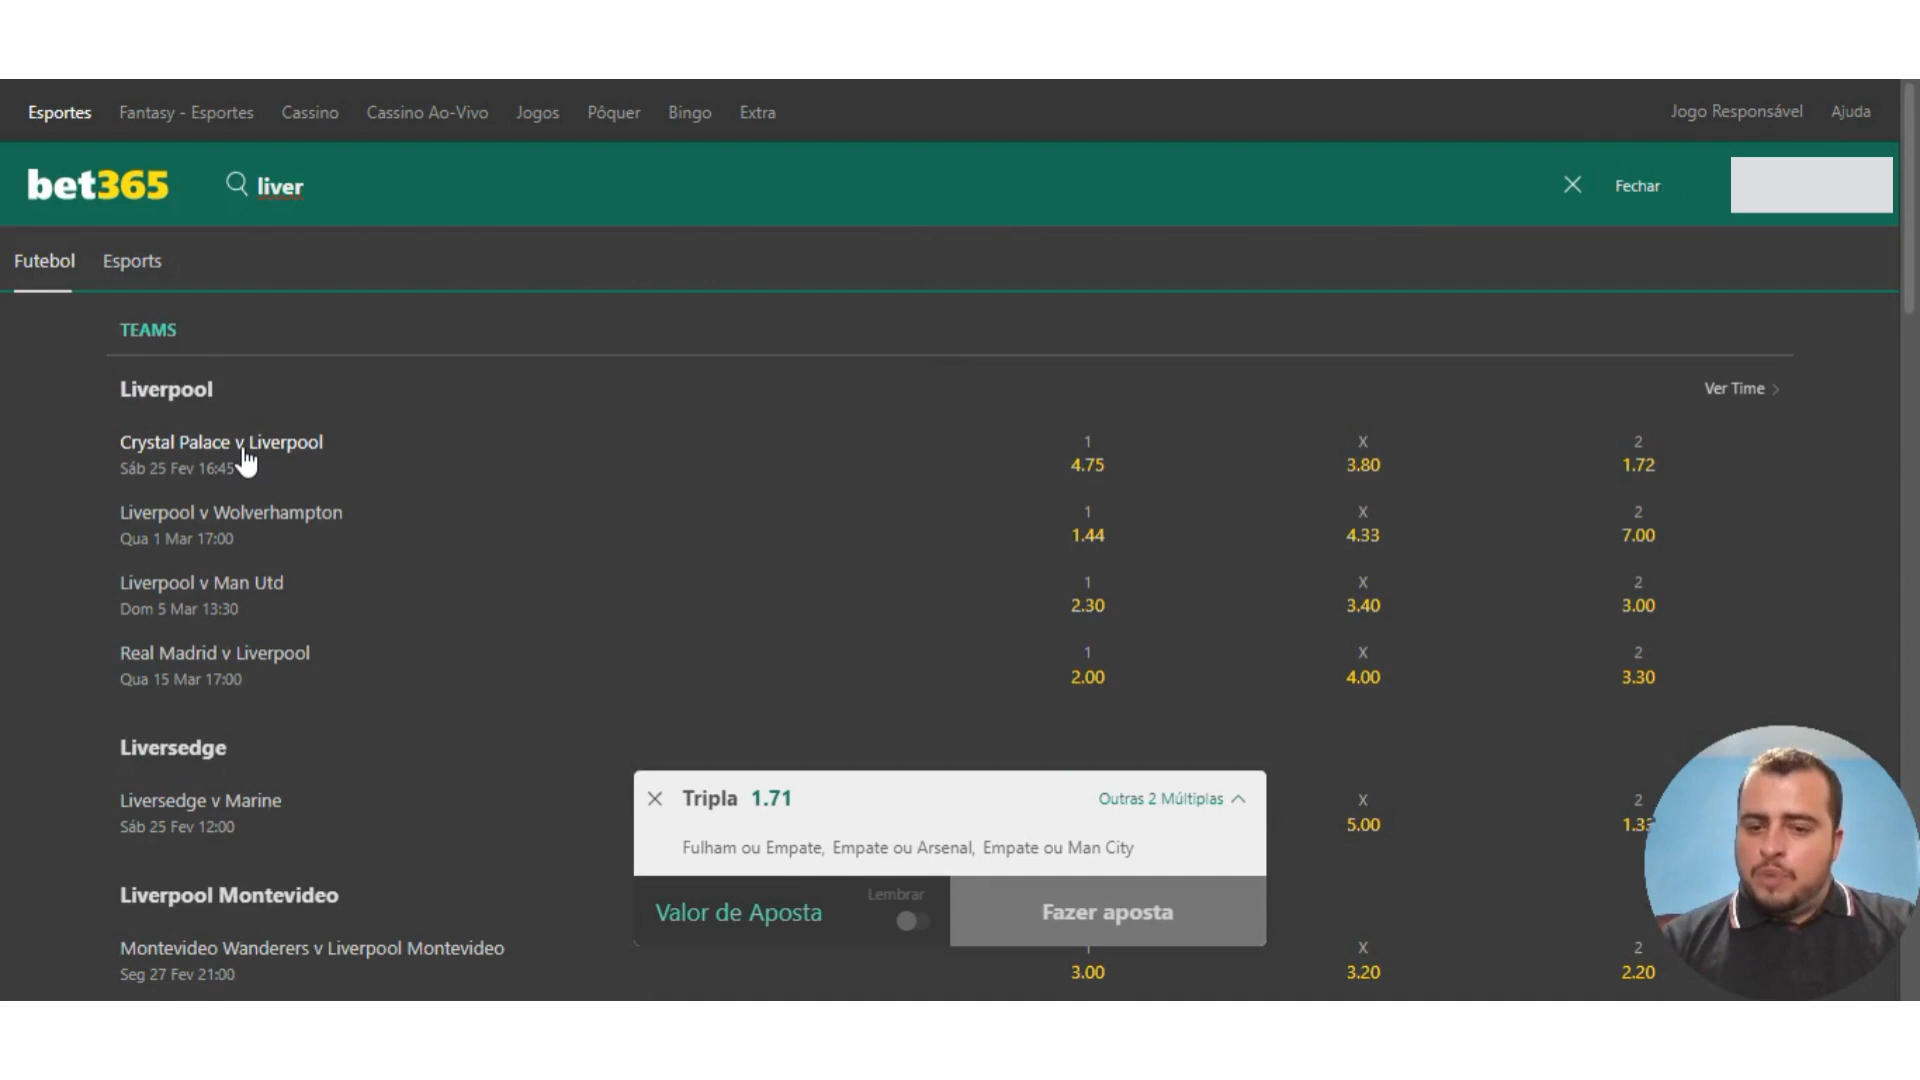 Esportes Fantasy - Esportes Cassino Cassino Ao-Vivo Jogos Pôquer Bingo Extra Jogo Responsável Ajuda
bet365 liver Fechar
Futebol Esports
TEAMS
Liverpool Ver Time
Crystal Palace v Liverpool 1 X 2
Sáb 25 Fev 16:45 4.75 3.80 1.72
Liverpool v Wolverhampton 1 X 2
Qua 1 Mar 17:00 1.44 4.33 7.00
Liverpool v Man Utd 1 X 2
Dom 5 Mar 13:30 2.30 3.40 3.00
Real Madrid v Liverpool 1 X 2
Qua 15 Mar 17:00 2.00 4.00 3.30
Liversedge
Liversedge v Marine X 2
Sáb 25 Fev 12:00 5.00
Tripla 1.71 Outras 2 Múltiplas
Fulham ou Empate, Empate ou Arsenal, Empate ou Man City
Lembrar
Valor de Aposta Fazer aposta
Liverpool Montevideo
Montevideo Wanderers v Liverpool Montevideo X 2
Seg 27 Fev 21:00 3.00 3.20 2.20